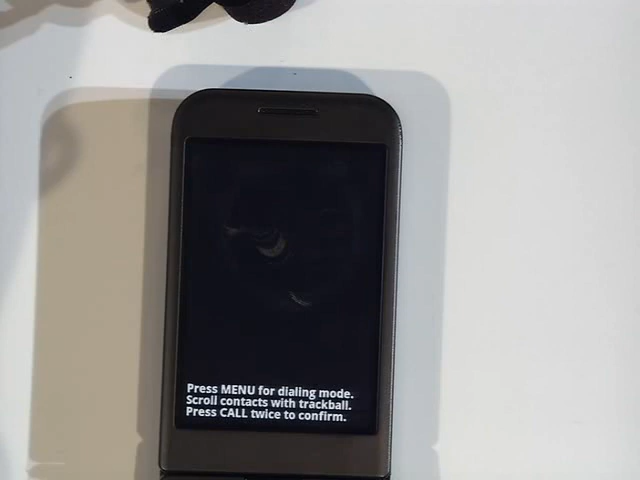 Press MENU for dialing mode.
Scroll contacts with trackball.
Press CALL twice to confirm.